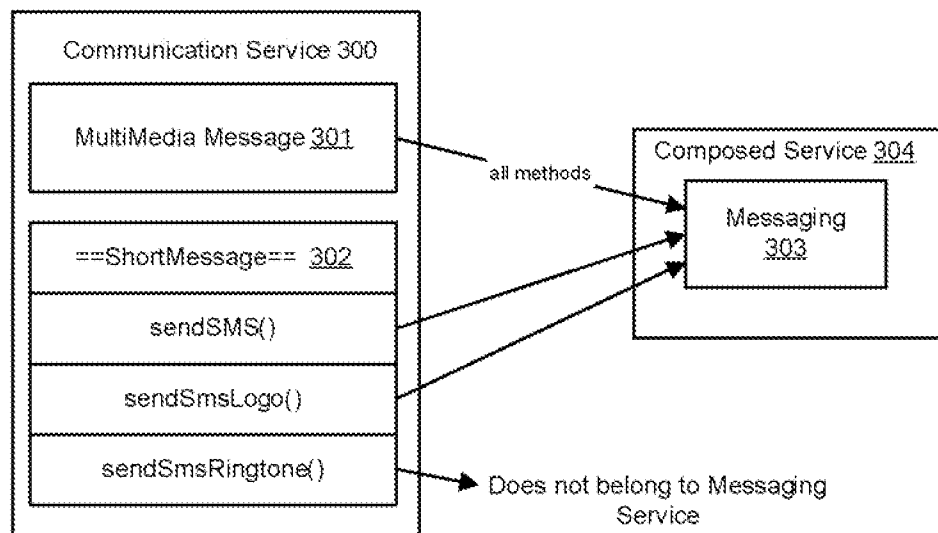 Communication Service 300
MultiMedia Message 301
all methods
Composed Service 304
Messaging
303
==ShortMessage== 302
sendSMS()
sendSmsLogo()
sendSmsRingtone()
Does not belong to Messaging
Service